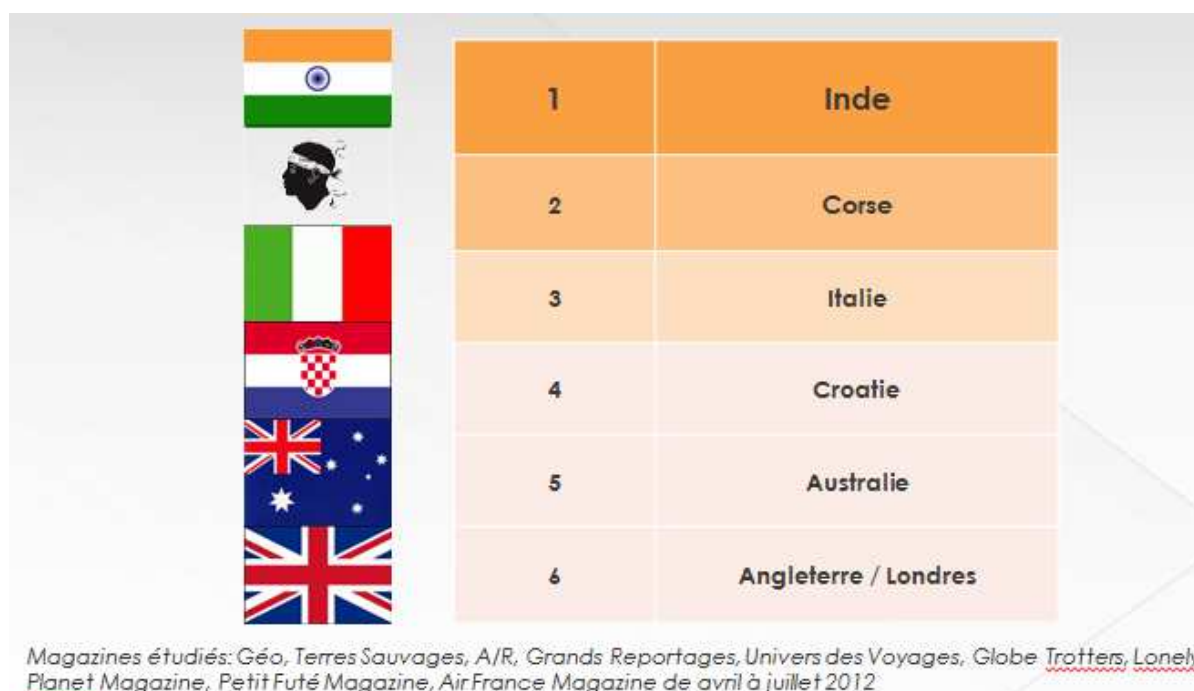 1 Inde
2 Corse
3 Italie
4 Croatie
5 Australie
6 Angleterre / Londres
Magazines étudiés: Géo, Terres Sauvages, A/R, Grands Reportages, Univers des Voyages, Globe Trotters, Lonely
Planet Magazine, Petit Futé Magazine, Air France Magazine de avril à juillet 2012